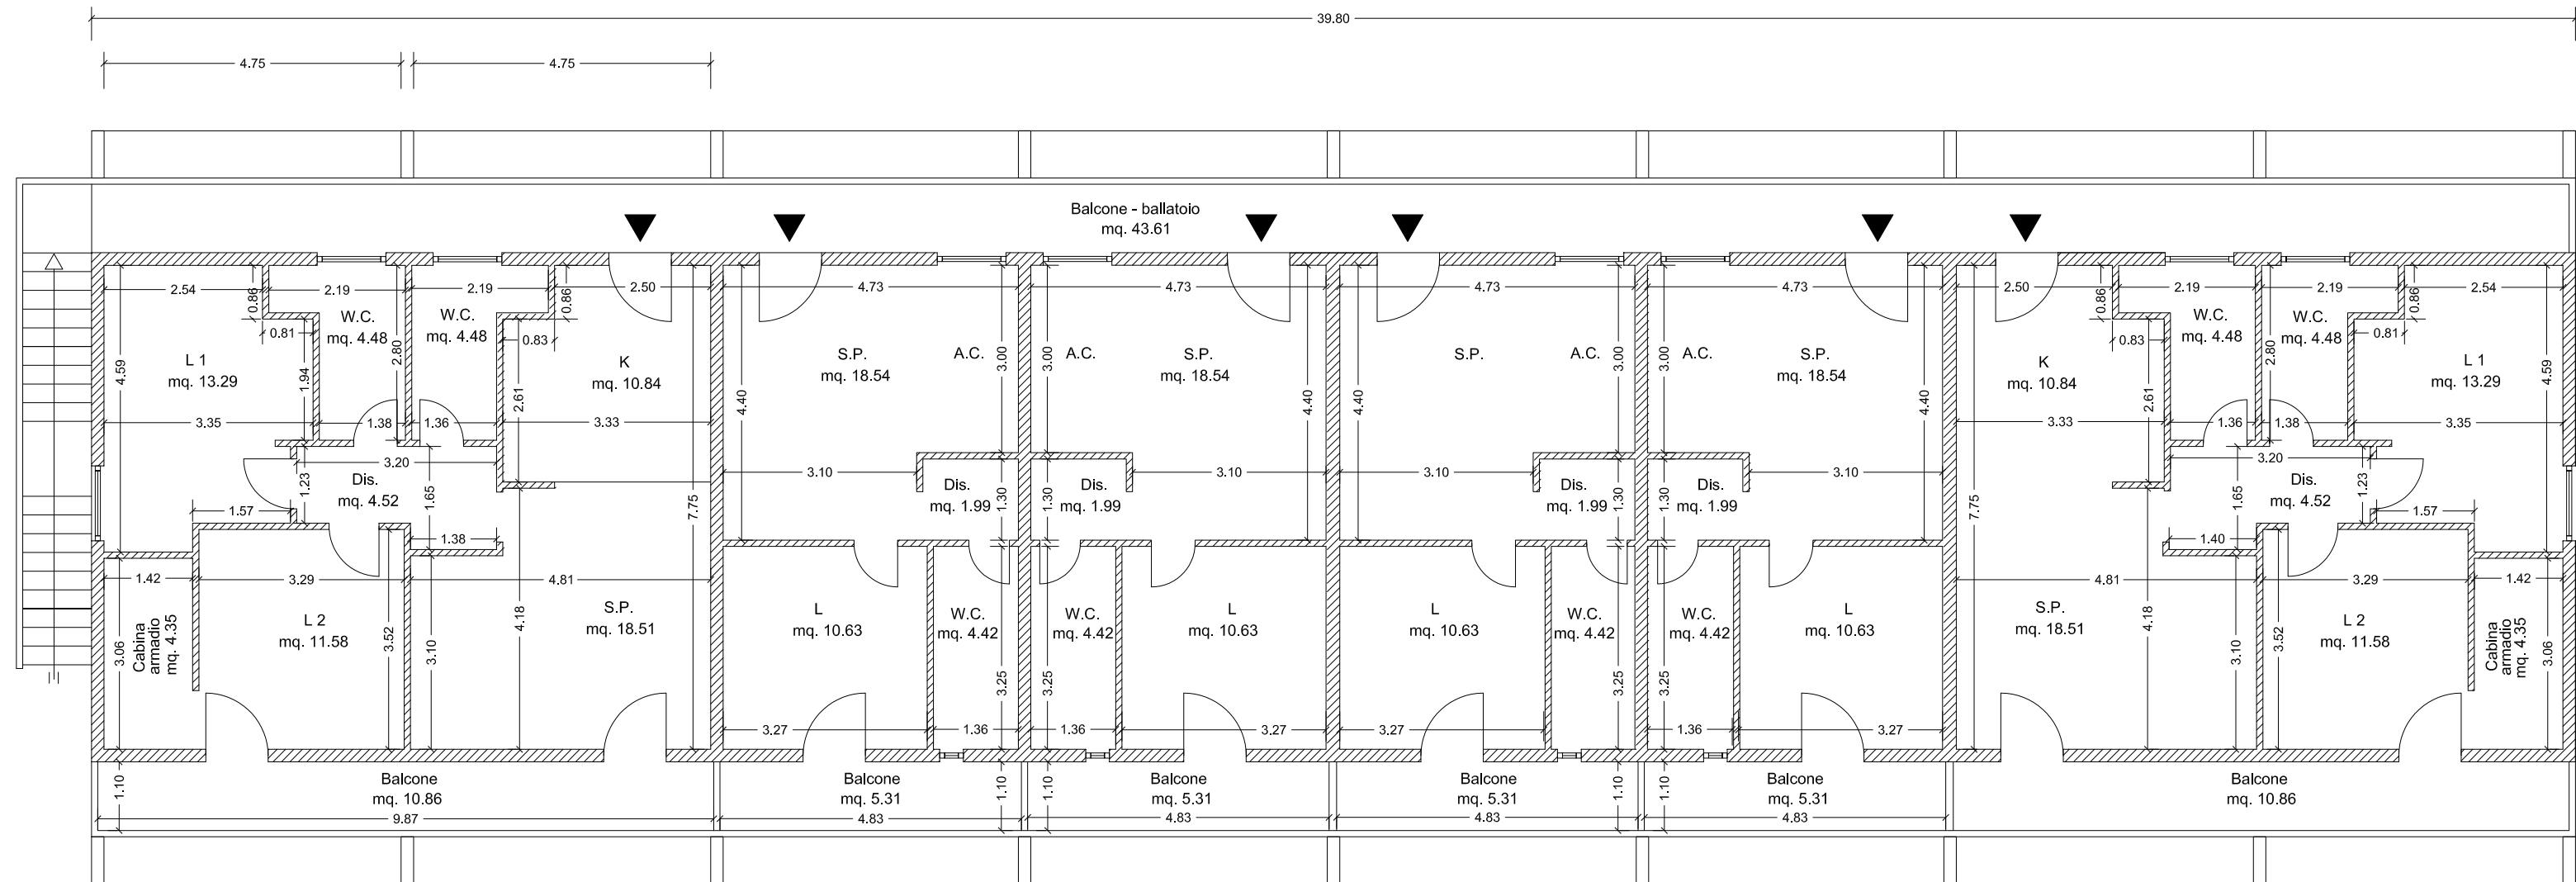 39.80
4.75 4.75
Balcone - ballatoio
mq. 43.61
2.54 0.86 2.19 2.19 0.86 2.50 4.73 4.73 4.73 4.73 2.50 0.86 2.19 2.19 0.86 2.54
W.C.
mq. 4.48
W.C.
mq. 4.48
W.C.
mq. 4.48
W.C.
mq. 4.48
0.81 0.83 0.83 0.81
L 1
mq. 13.29
4.59
1.94
2.80
2.61
K
mq. 10.84
4.40
S.P.
mq. 18.54
A.C.
3.00
3.00
A.C.
S.P.
mq. 18.54
4.40
4.40
S.P.
A.C.
3.00
3.00
A.C.
S.P.
mq. 18.54
4.40
K
mq. 10.84
2.61
2.80
L 1
mq. 13.29
4.59
3.35 1.38 1.36 3.33 3.33 1.36 1.38 3.35
3.20 3.10 3.10 3.10 3.10 3.20
1.23
Dis.
mq. 4.52
1.65
7.75
Dis.
mq. 1.99
1.30
1.30
Dis.
mq. 1.99
Dis.
mq. 1.99
1.30
1.30
Dis.
mq. 1.99
7.75
1.65
Dis.
mq. 4.52
1.23
1.57 1.38 1.40 1.57
1.42 3.29 4.81 4.81 3.29 1.42
3.06
Cabina
armadio
mq. 4.35
L 2
mq. 11.58
3.52
3.10
4.18
S.P.
mq. 18.51
L
mq. 10.63
W.C.
mq. 4.42
3.25
3.25
W.C.
mq. 4.42
L
mq. 10.63
L
mq. 10.63
W.C.
mq. 4.42
3.25
3.25
W.C.
mq. 4.42
L
mq. 10.63
S.P.
mq. 18.51
4.18
3.10
3.52
L 2
mq. 11.58
Cabina
armadio
mq. 4.35
3.06
3.27 1.36 1.36 3.27 3.27 1.36 3.27
1.10
Balcone
mq. 10.86
Balcone
mq. 5.31
1.10
1.10
Balcone
mq. 5.31
Balcone
mq. 5.31
1.10
1.10
Balcone
mq. 5.31
Balcone
mq. 10.86
9.87 4.83 4.83 4.83 4.83